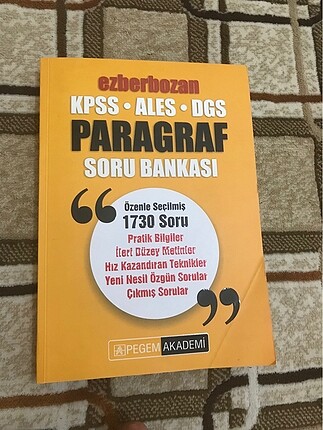 ezberbozan
KPSS • ALES • DGS
PARAGRAF
SORU BANKASI
Özenle Seçilmiş
1730 Soru
Pratik Bilgiler
İleri Düzey Metinler
Hız Kazandıran Teknikler
Yeni Nesil Özgün Sorular
Çıkmış Sorular
PEGEM AKADEMİ